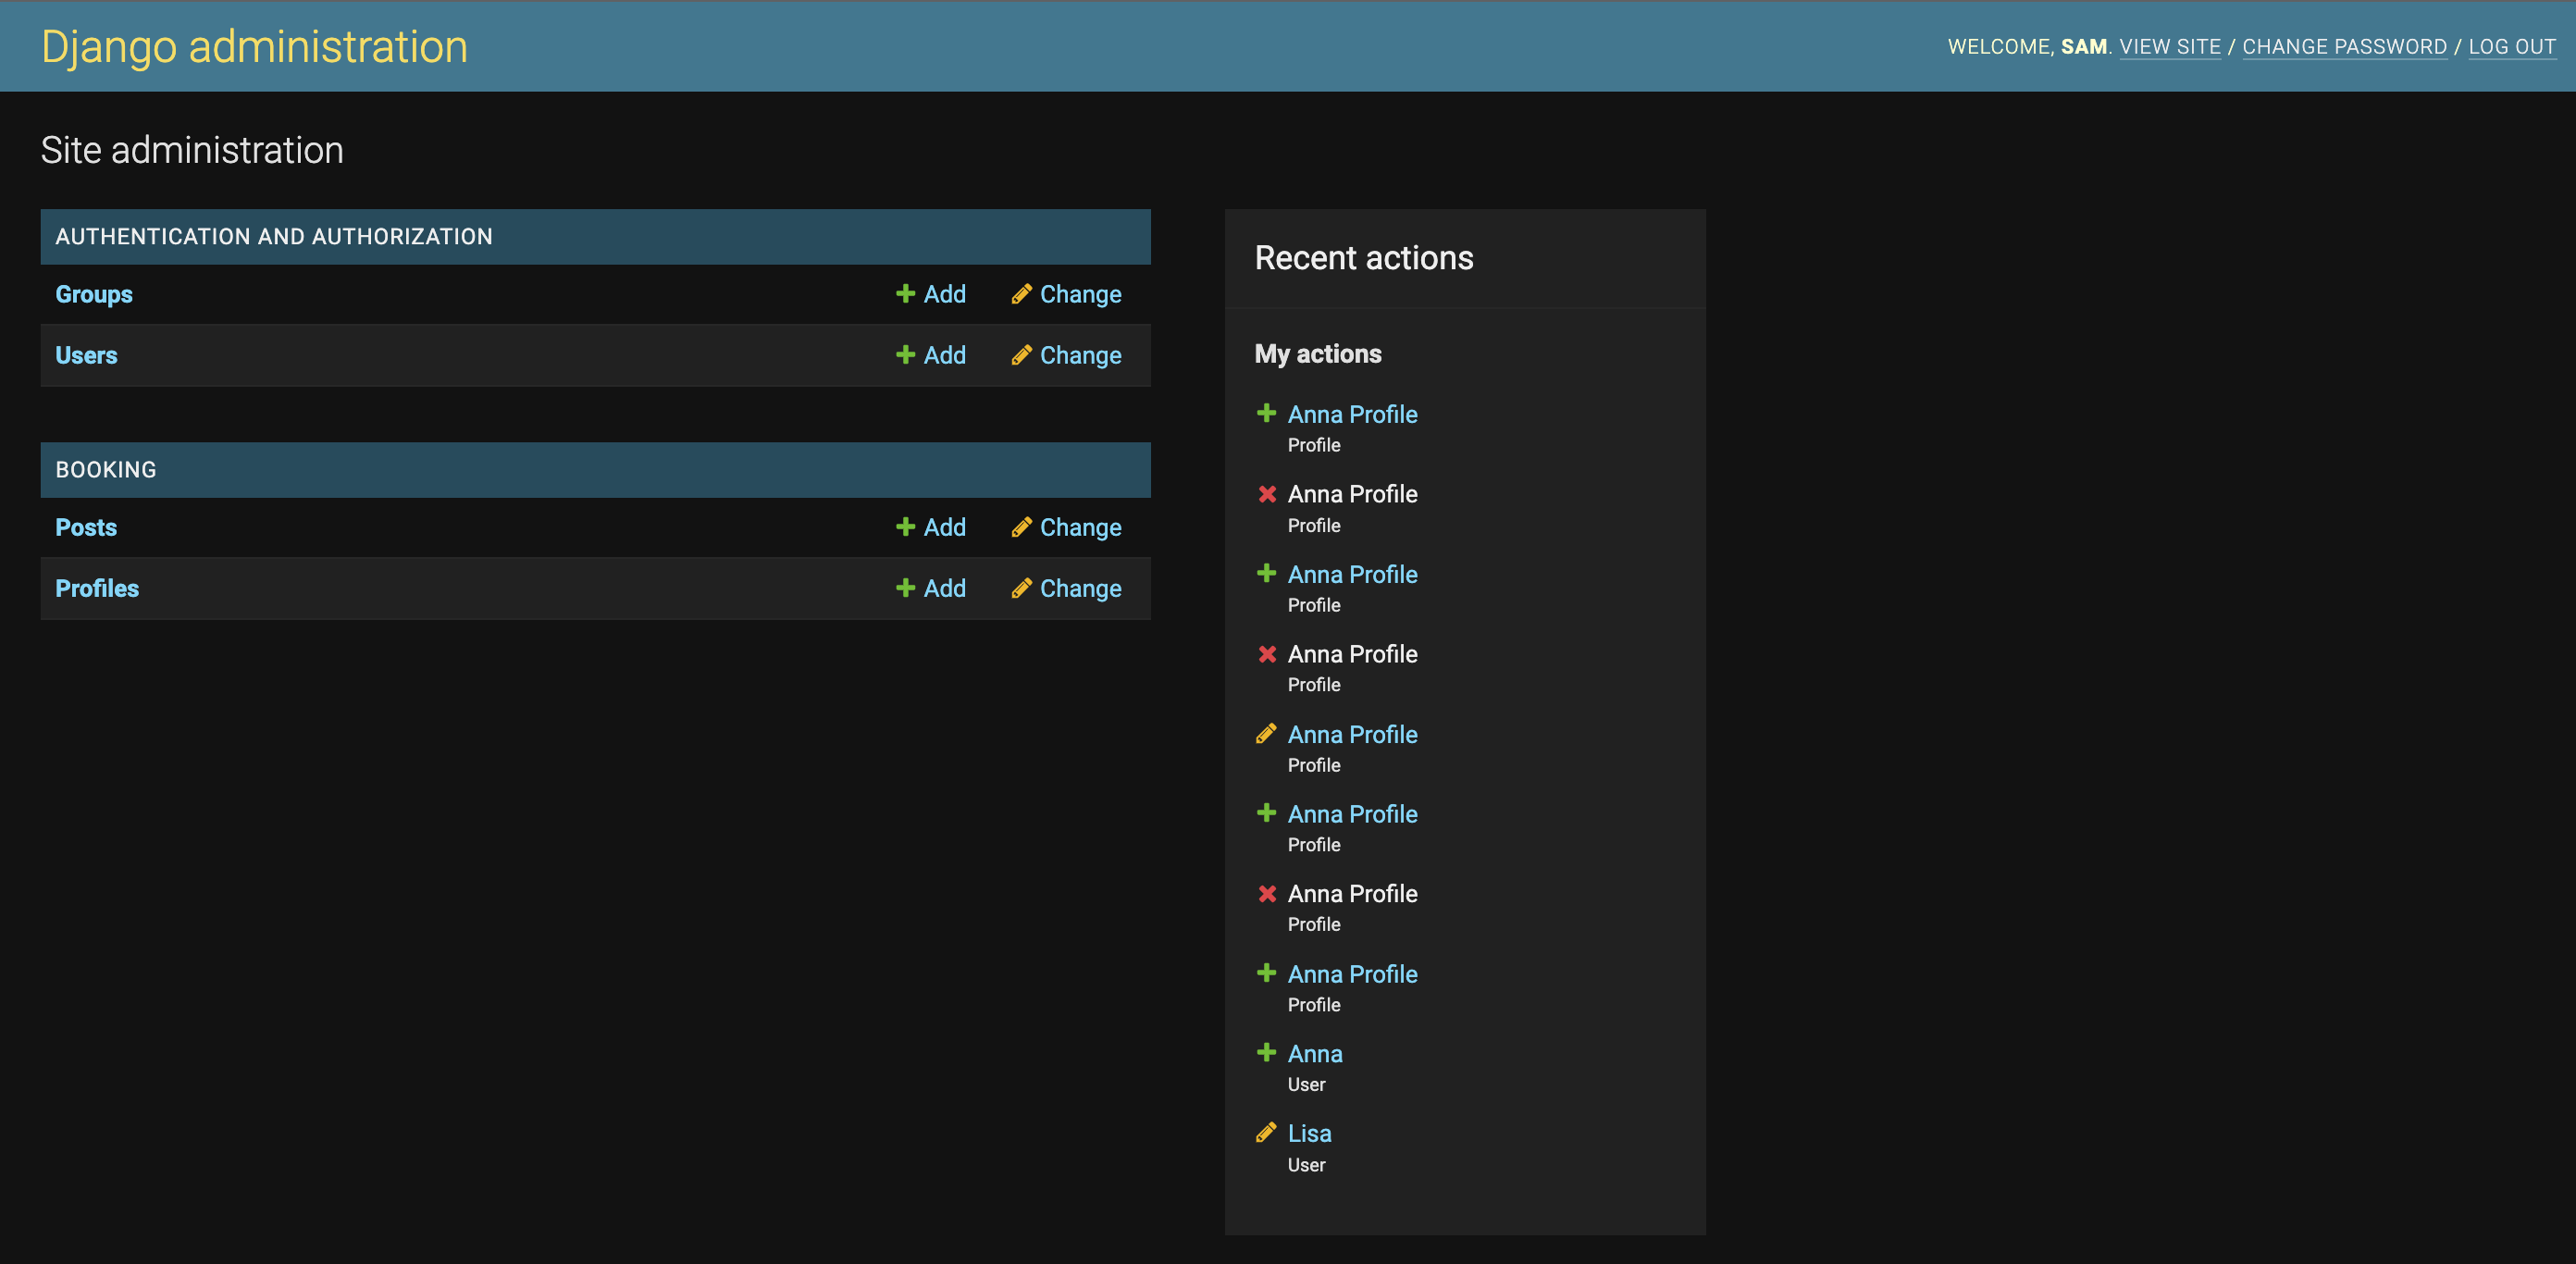 Django administration
WELCOME, SAM. VIEW SITE / CHANGE PASSWORD / LOG OUT
Site administration
AUTHENTICATION AND AUTHORIZATION
Groups Add Change
Users Add Change
BOOKING
Posts Add Change
Profiles Add Change
Recent actions
My actions
Anna Profile
Profile
Anna Profile
Profile
Anna Profile
Profile
Anna Profile
Profile
Anna Profile
Profile
Anna Profile
Profile
Anna Profile
Profile
Anna Profile
Profile
Anna
User
Lisa
User